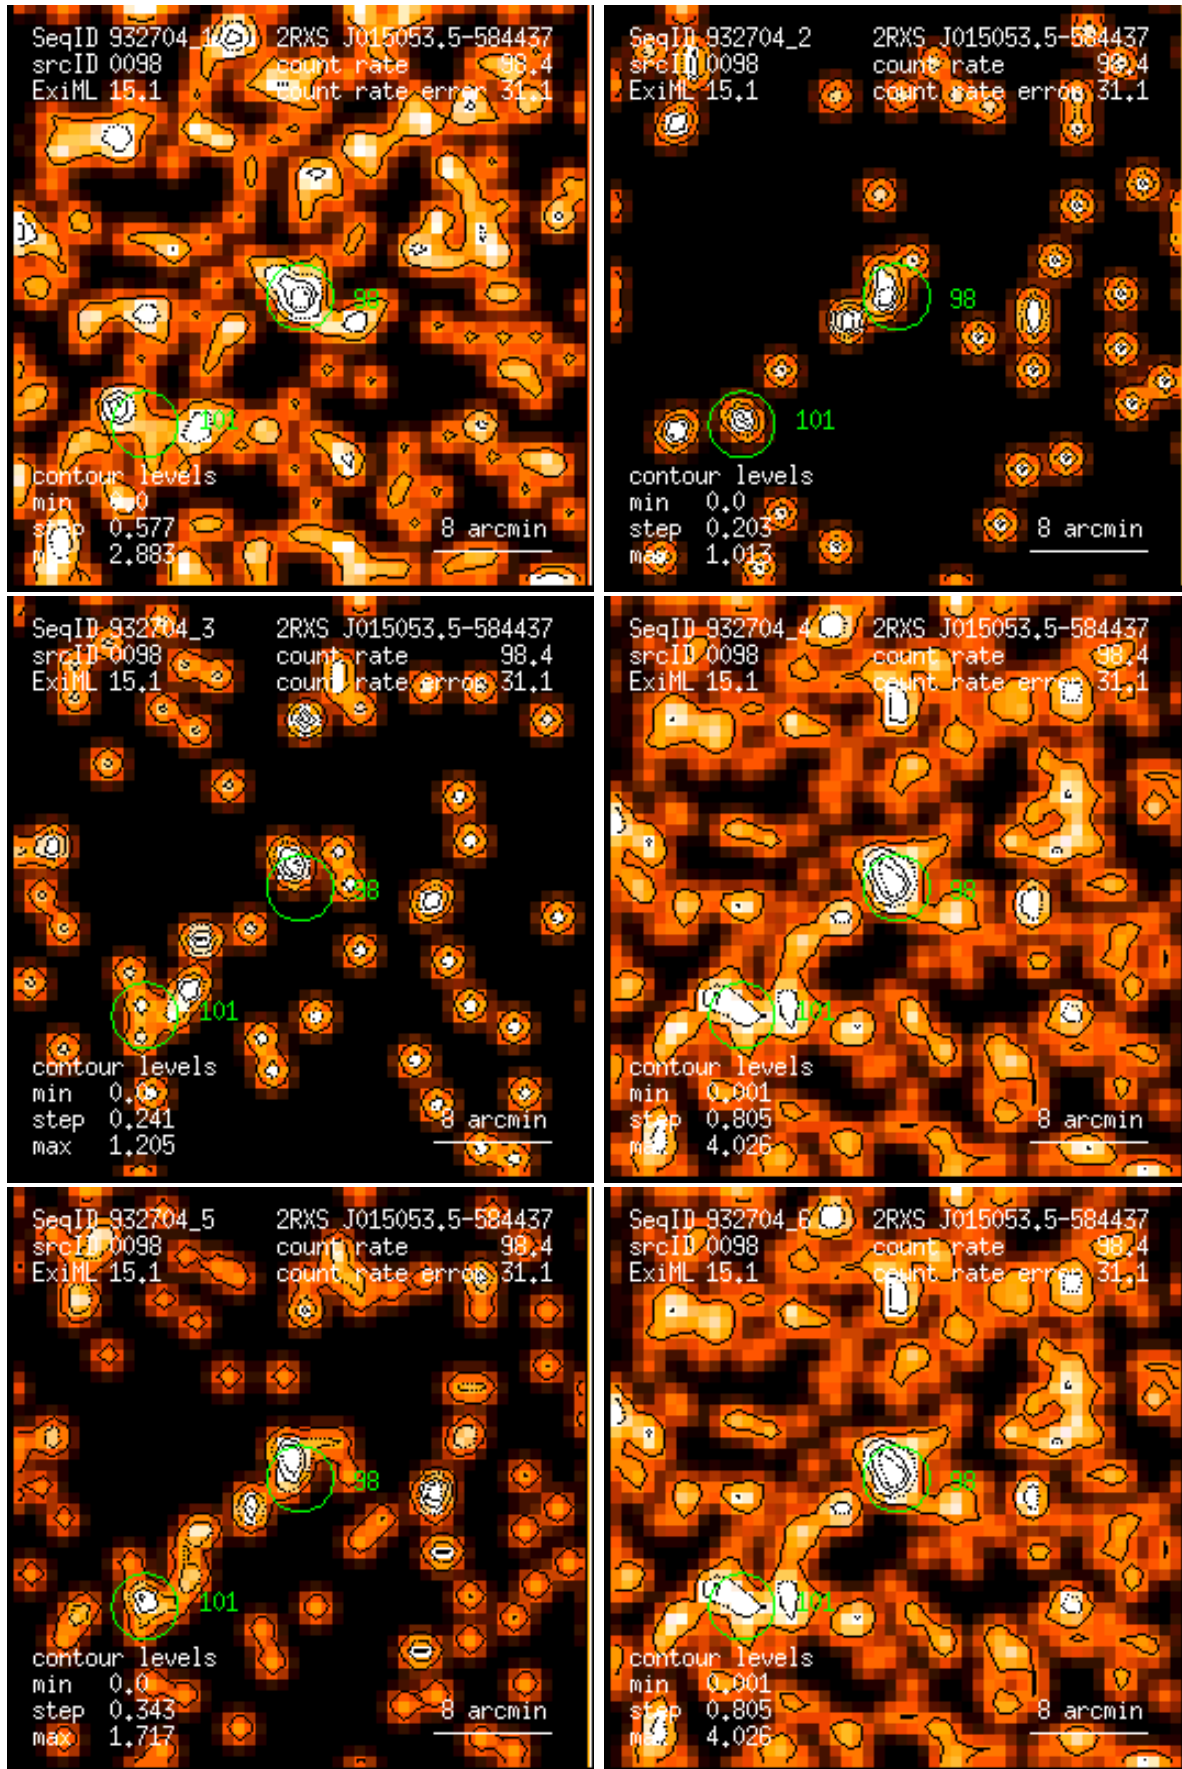 SeqID 932704_1 2RXS J015053.5-584437
srcID 0098 count rate 98.4
ExiML 15.1 count rate error 31.1
98
101
contour levels
min 0.0
step 0.577 8 arcmin
max 2.883
SeqID 932704_2 2RXS J015053.5-584437
srcID 0098 count rate 98.4
ExiML 15.1 count rate error 31.1
98
101
contour levels
min 0.0
step 0.203 8 arcmin
max 1.013
SeqID 932704_3 2RXS J015053.5-584437
srcID 0098 count rate 98.4
ExiML 15.1 count rate error 31.1
98
101
contour levels
min 0.0
step 0.241 8 arcmin
max 1.205
SeqID 932704_4 2RXS J015053.5-584437
srcID 0098 count rate 98.4
ExiML 15.1 count rate error 31.1
98
101
contour levels
min 0.001
step 0.805 8 arcmin
max 4.026
SeqID 932704_5 2RXS J015053.5-584437
srcID 0098 count rate 98.4
ExiML 15.1 count rate error 31.1
98
101
contour levels
min 0.0
step 0.343 8 arcmin
max 1.717
SeqID 932704_6 2RXS J015053.5-584437
srcID 0098 count rate 98.4
ExiML 15.1 count rate error 31.1
98
101
contour levels
min 0.001
step 0.805 8 arcmin
max 4.026